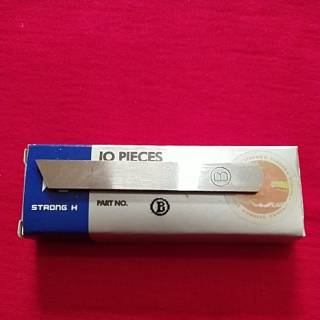 10 PIECES
B
STRONG H
PART NO. B